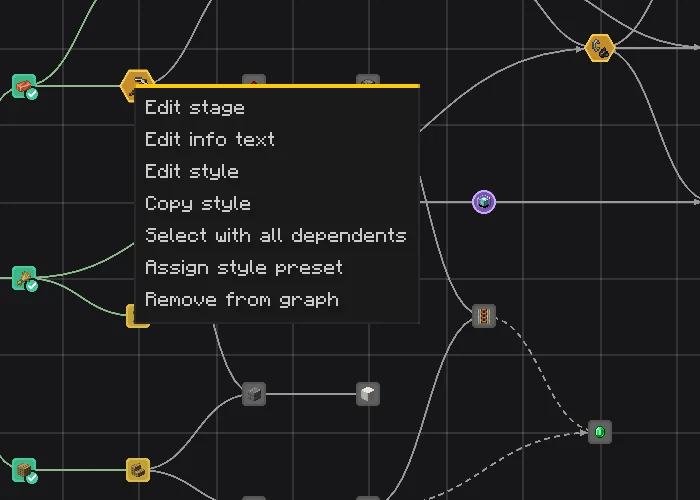 Edit stage
Edit info text
Edit style
Copy style
Select with all dependents
Assign style preset
Remove from graph